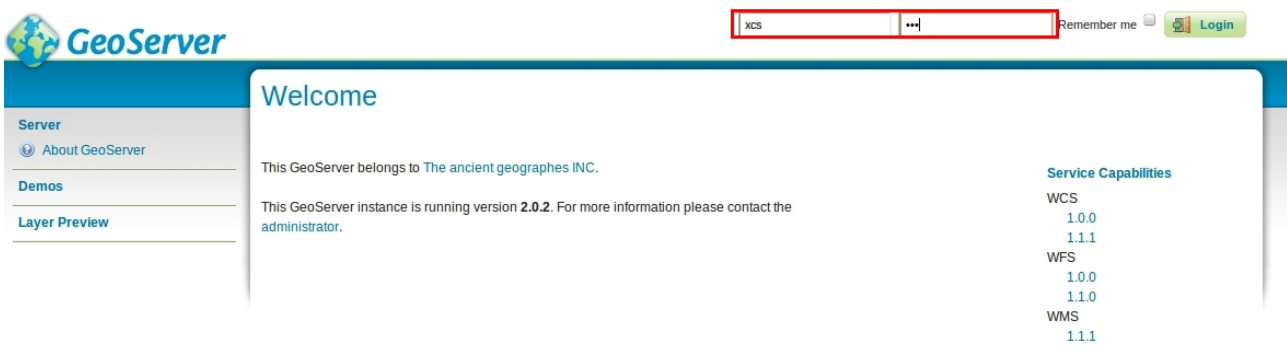 GeoServer
xcs
•••
Remember me
Login
Welcome
Server
About GeoServer
Demos
Layer Preview
This GeoServer belongs to The ancient geographes INC.
This GeoServer instance is running version 2.0.2. For more information please contact the
administrator.
Service Capabilities
WCS
1.0.0
1.1.1
WFS
1.0.0
1.1.0
WMS
1.1.1